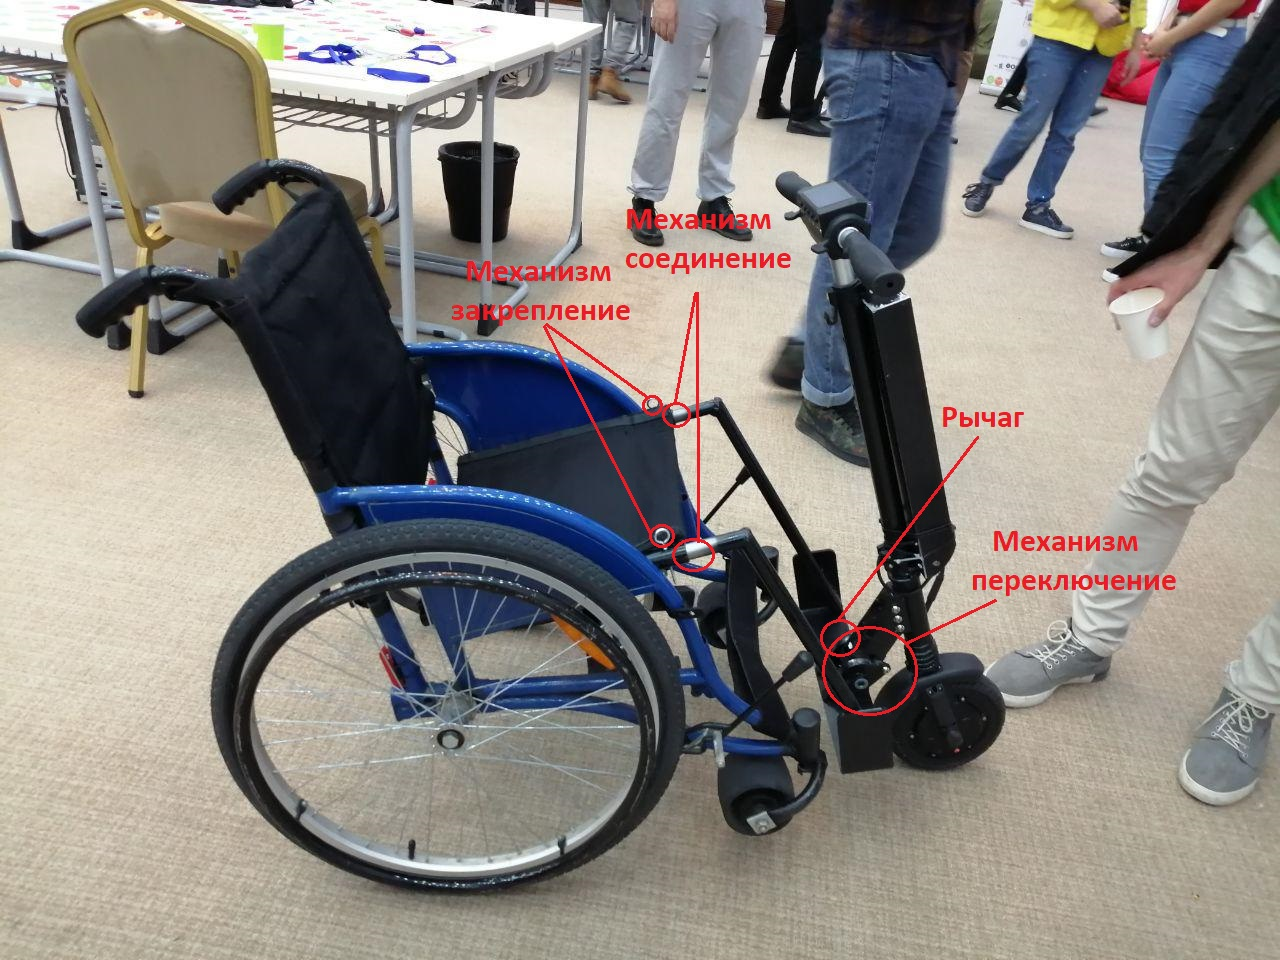 Механизм
соединение
Механизм
закрепление
Рычаг
Механизм
переключение